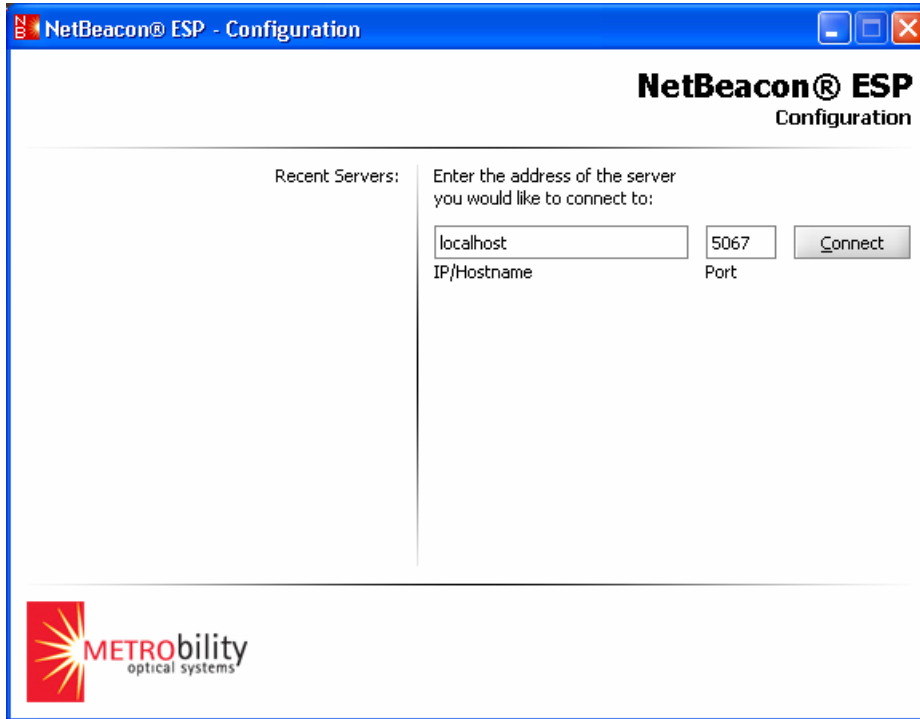 NB NetBeacon® ESP - Configuration
NetBeacon® ESP
Configuration
Recent Servers:
Enter the address of the server
you would like to connect to:
localhost
5067
Connect
IP/Hostname
Port
METRObility
optical systems